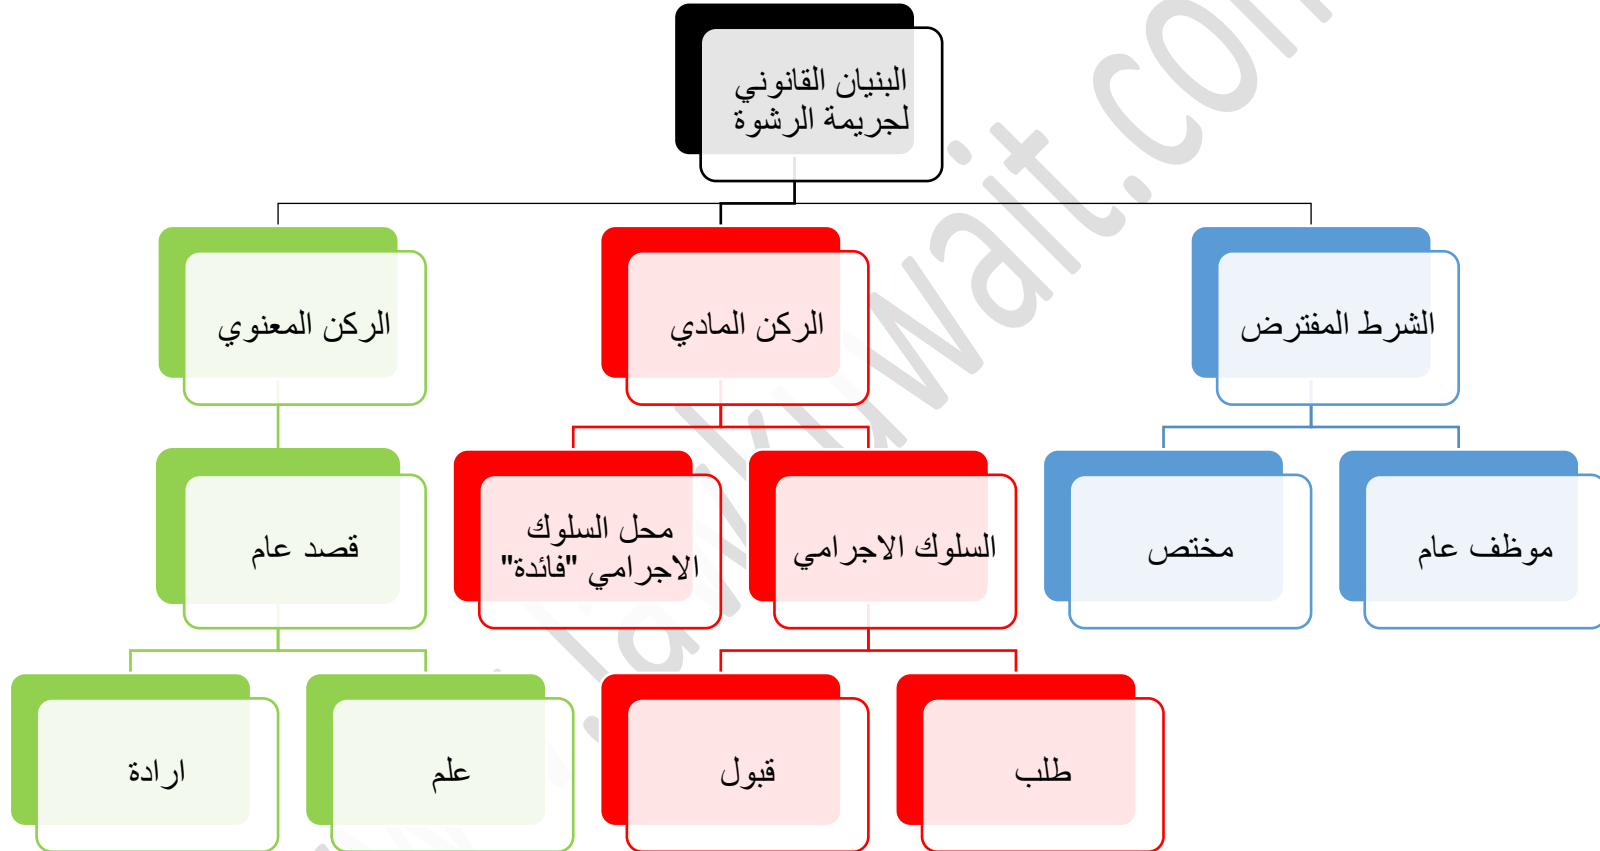 البنيان القانوني
لجريمة الرشوة
الشرط المفترض
الركن المادي
الركن المعنوي
موظف عام
مختص
السلوك الاجرامي
محل السلوك
الاجرامي "فائدة"
قصد عام
طلب
قبول
علم
ارادة